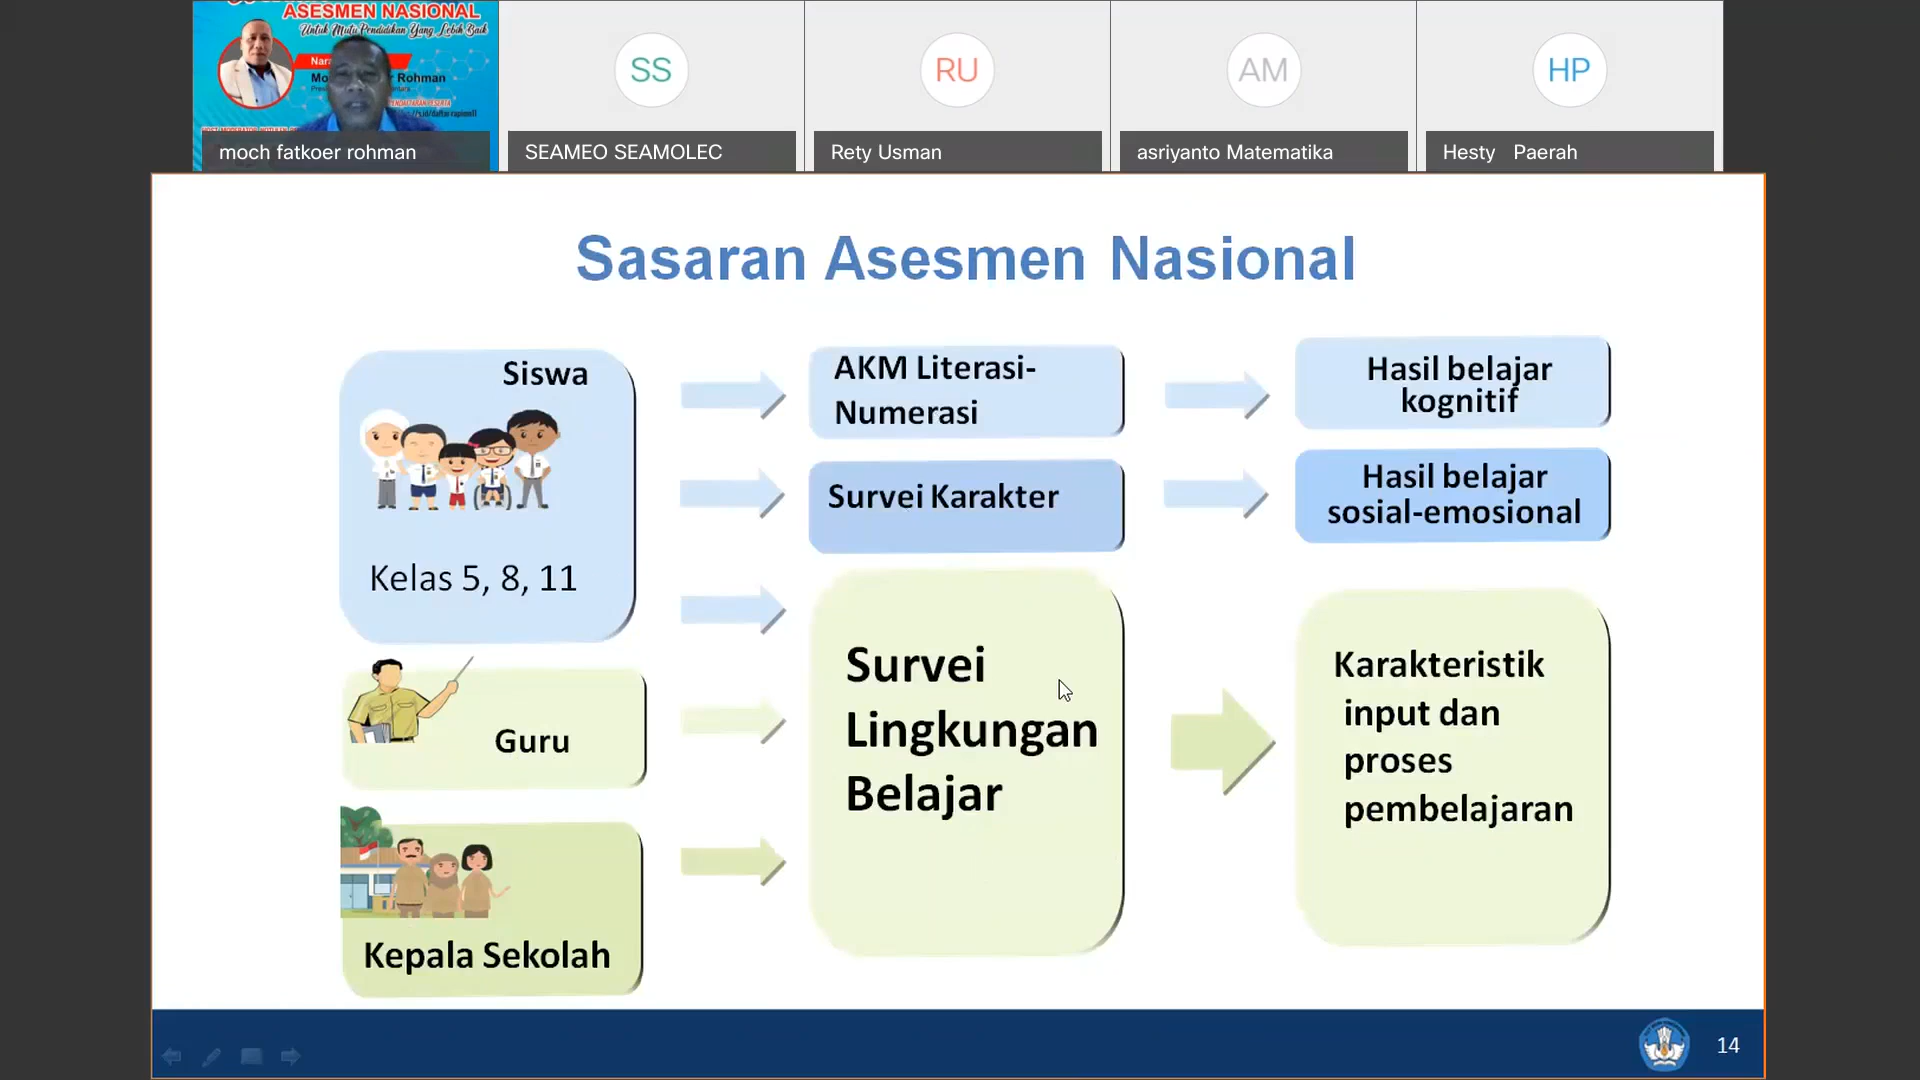 ASESMEN NASIONAL
Untuk Mutu Pendidikan Yang Lebih Baik
Rohman
moch fatkoer rohman
SS
SEAMEO SEAMOLEC
RU
Rety Usman
AM
asriyanto Matematika
HP
Hesty Paerah
Sasaran Asesmen Nasional
Siswa
Kelas 5, 8, 11
Guru
Kepala Sekolah
AKM Literasi-
Numerasi
Survei Karakter
Survei
Lingkungan
Belajar
Hasil belajar
kognitif
Hasil belajar
sosial-emosional
Karakteristik
input dan
proses
pembelajaran
14